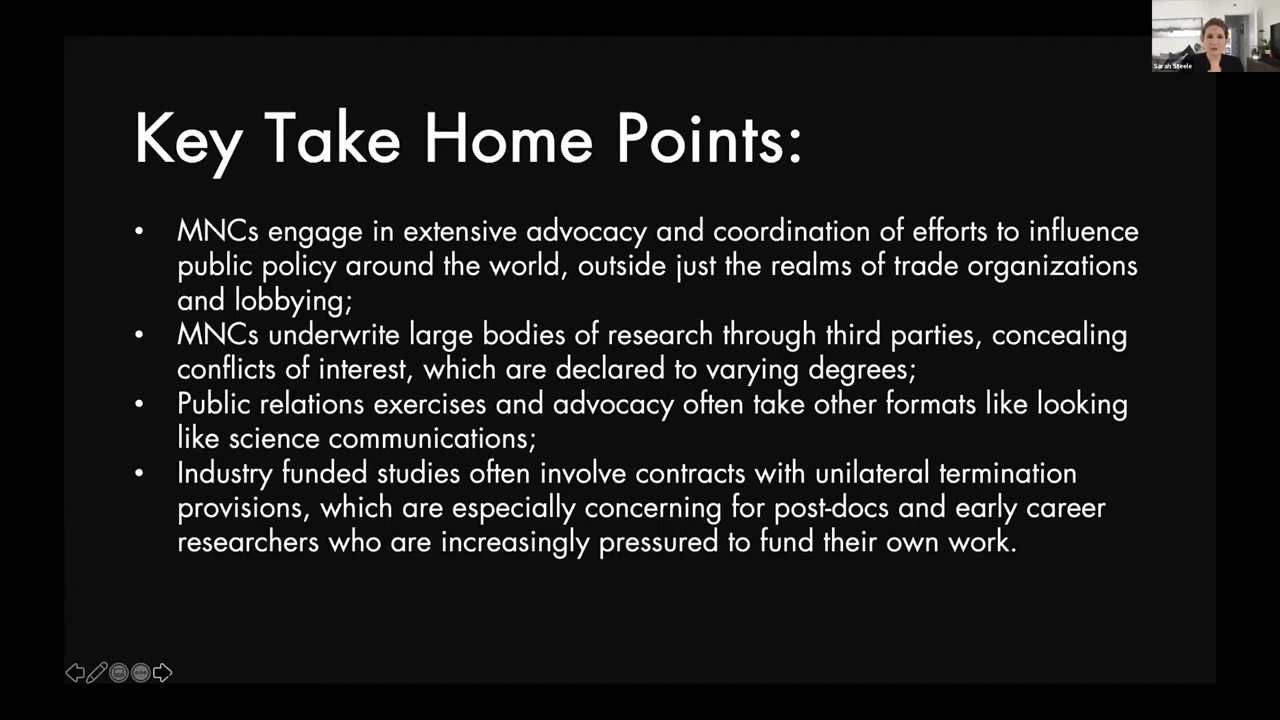 Sarah Steele
Key Take Home Points:
• MNCs engage in extensive advocacy and coordination of efforts to influence
public policy around the world, outside just the realms of trade organizations
and lobbying;
• MNCs underwrite large bodies of research through third parties, concealing
conflicts of interest, which are declared to varying degrees;
• Public relations exercises and advocacy often take other formats like looking
like science communications;
• Industry funded studies often involve contracts with unilateral termination
provisions, which are especially concerning for post-docs and early career
researchers who are increasingly pressured to fund their own work.